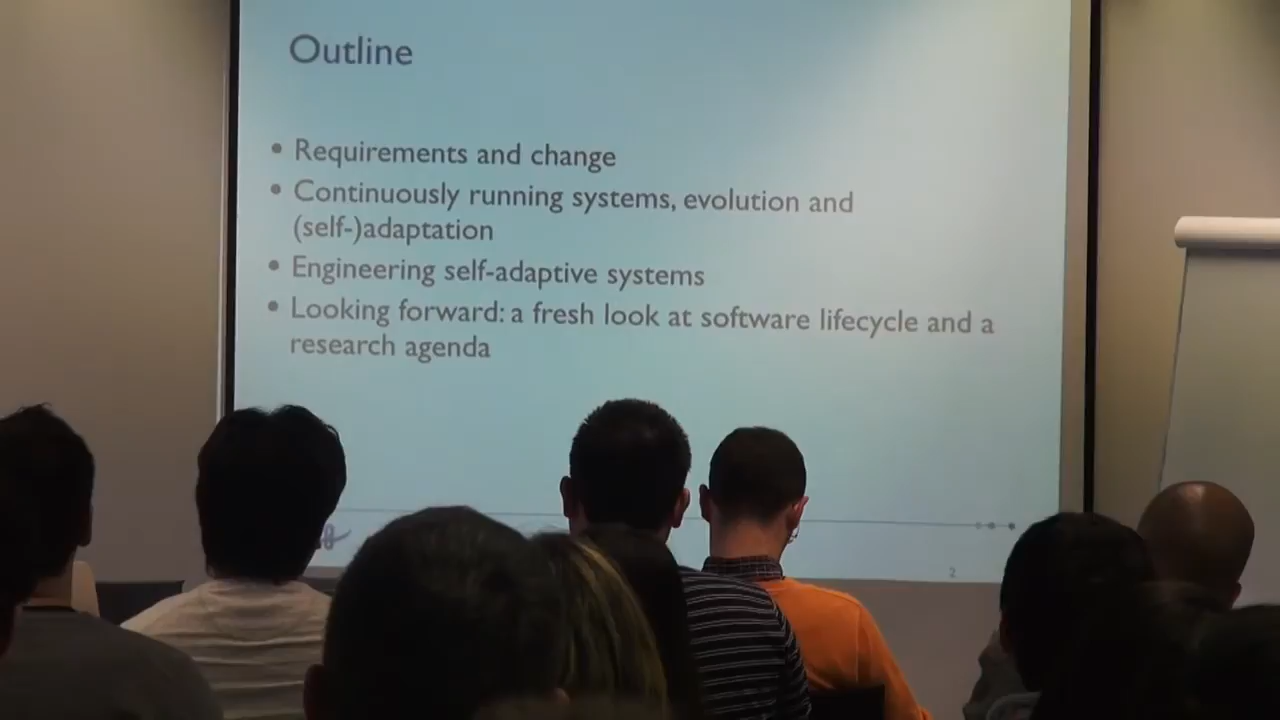 Outline
• Requirements and change
• Continuously running systems, evolution and
(self-)adaptation
• Engineering self-adaptive systems
• Looking forward: a fresh look at software lifecycle and a
research agenda
2